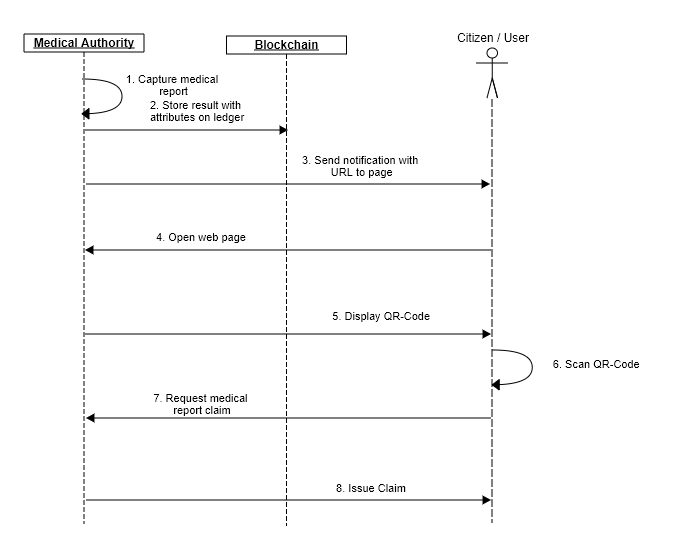 Medical Authority
Blockchain
Citizen / User
1. Capture medical
report
2. Store result with
attributes on ledger
3. Send notification with
URL to page
4. Open web page
5. Display QR-Code
6. Scan QR-Code
7. Request medical
report claim
8. Issue Claim